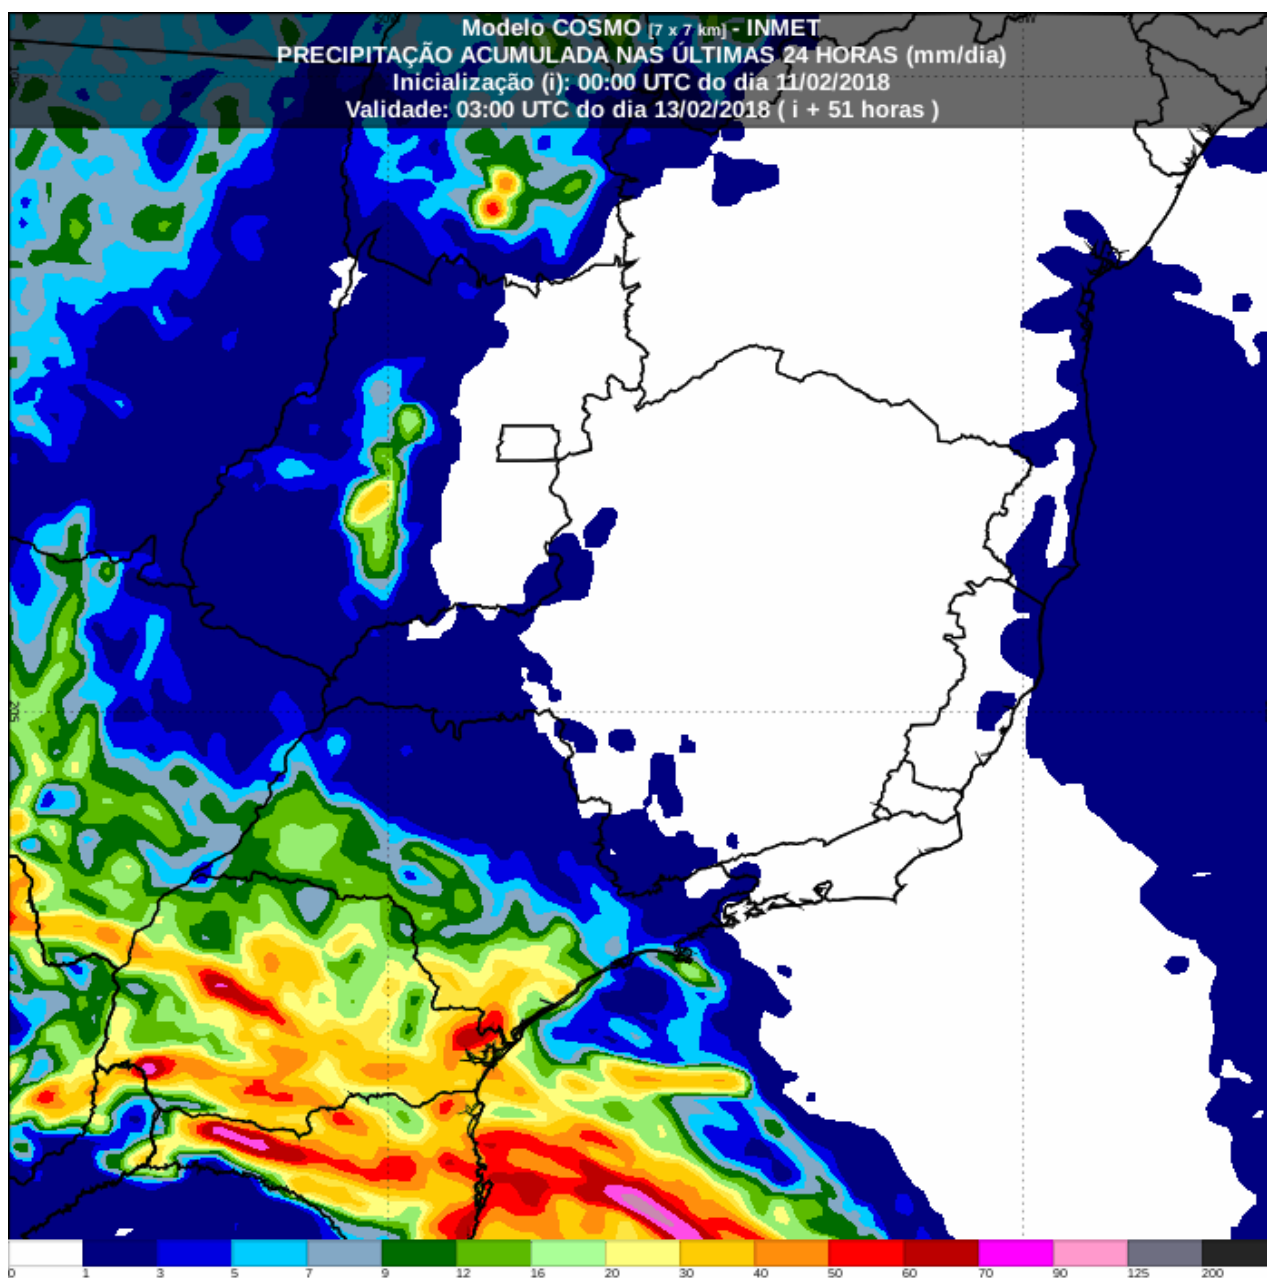 Modelo COSMO [7 x 7 km] - INMET
PRECIPITAÇÃO ACUMULADA NAS ÚLTIMAS 24 HORAS (mm/dia)
Inicialização (i): 00:00 UTC do dia 11/02/2018
Validade: 03:00 UTC do dia 13/02/2018 ( i + 51 horas )
20S
0 1 3 5 7 9 12 16 20 30 40 50 60 70 90 125 200